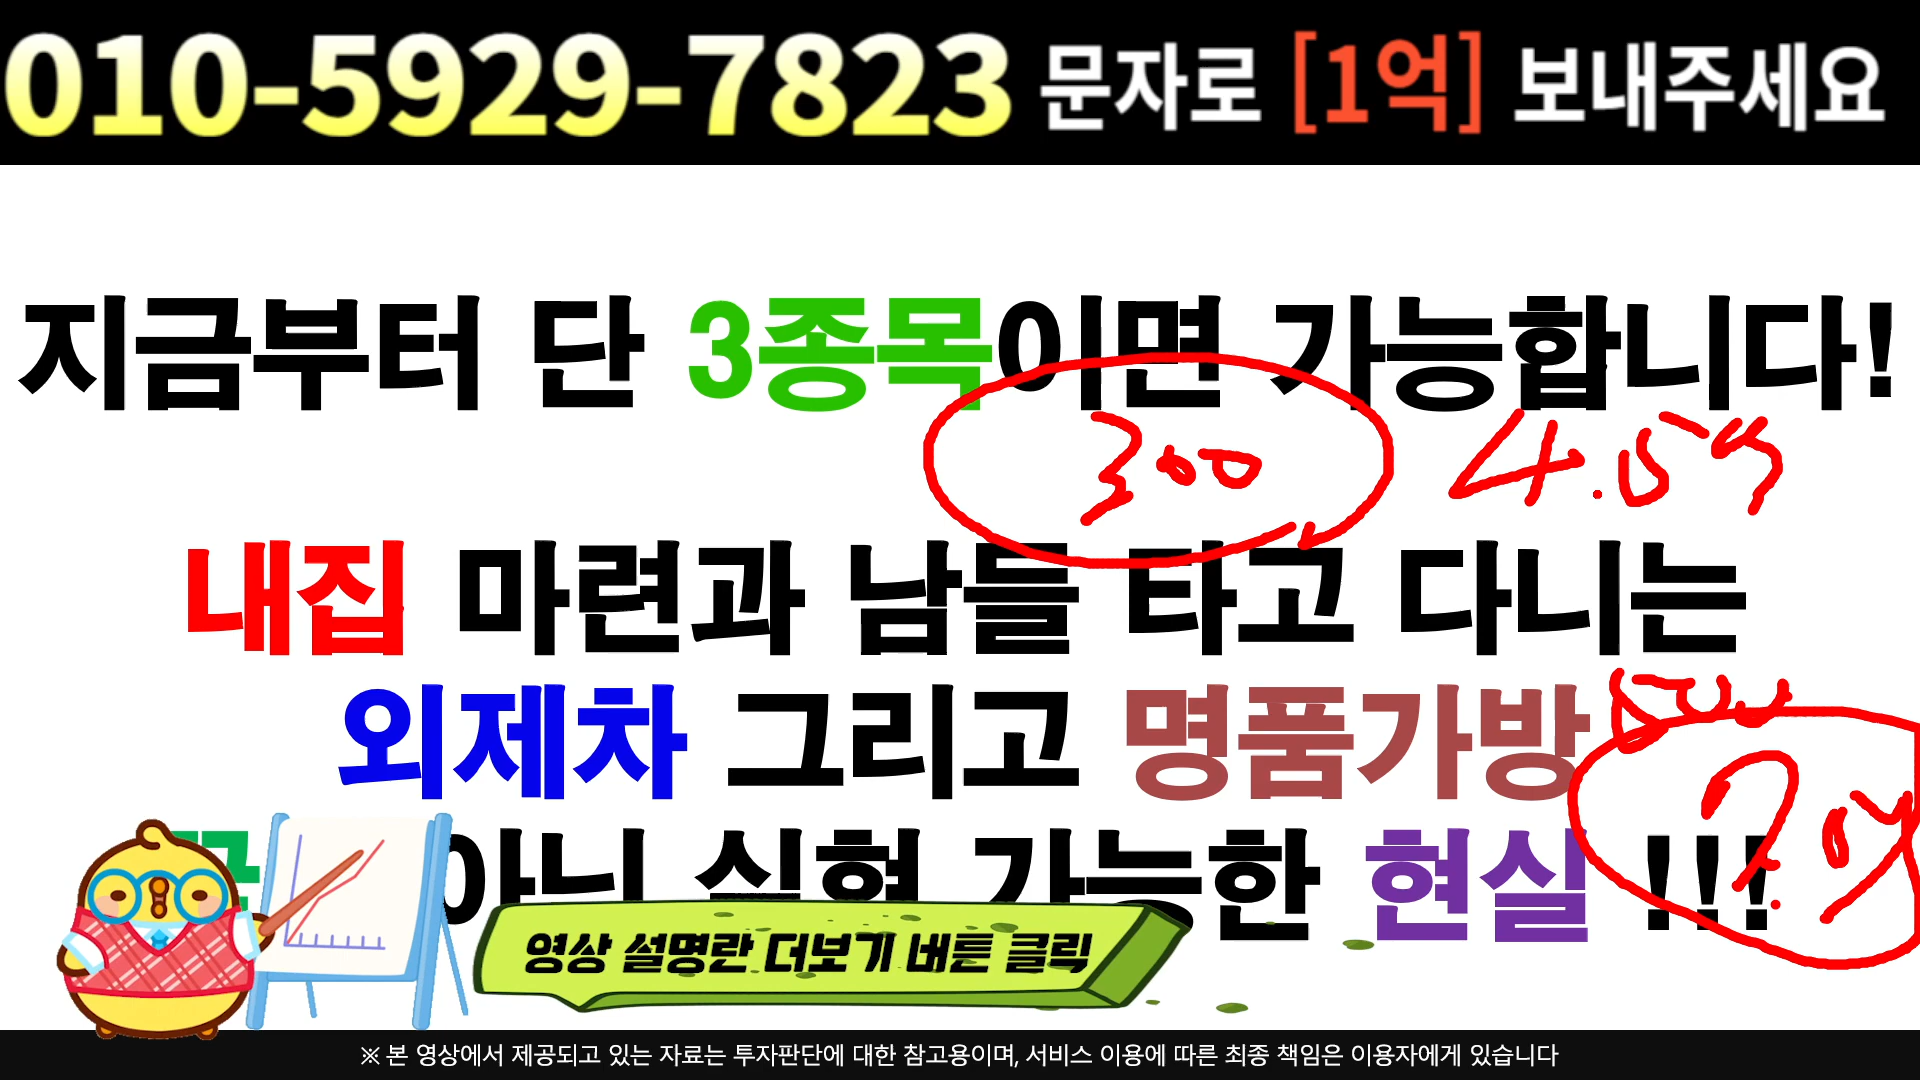 010-5929-7823 문자로 [1억] 보내주세요
지금부터 단 3종목이면 가능합니다!
300
내집 마련과 남들 타고 다니는
외제차 그리고 명품가방
아닌 실현 가능한 현실 !!!
영상 설명란 더보기 버튼 클릭
※ 본 영상에서 제공되고 있는 자료는 투자판단에 대한 참고용이며, 서비스 이용에 따른 최종 책임은 이용자에게 있습니다